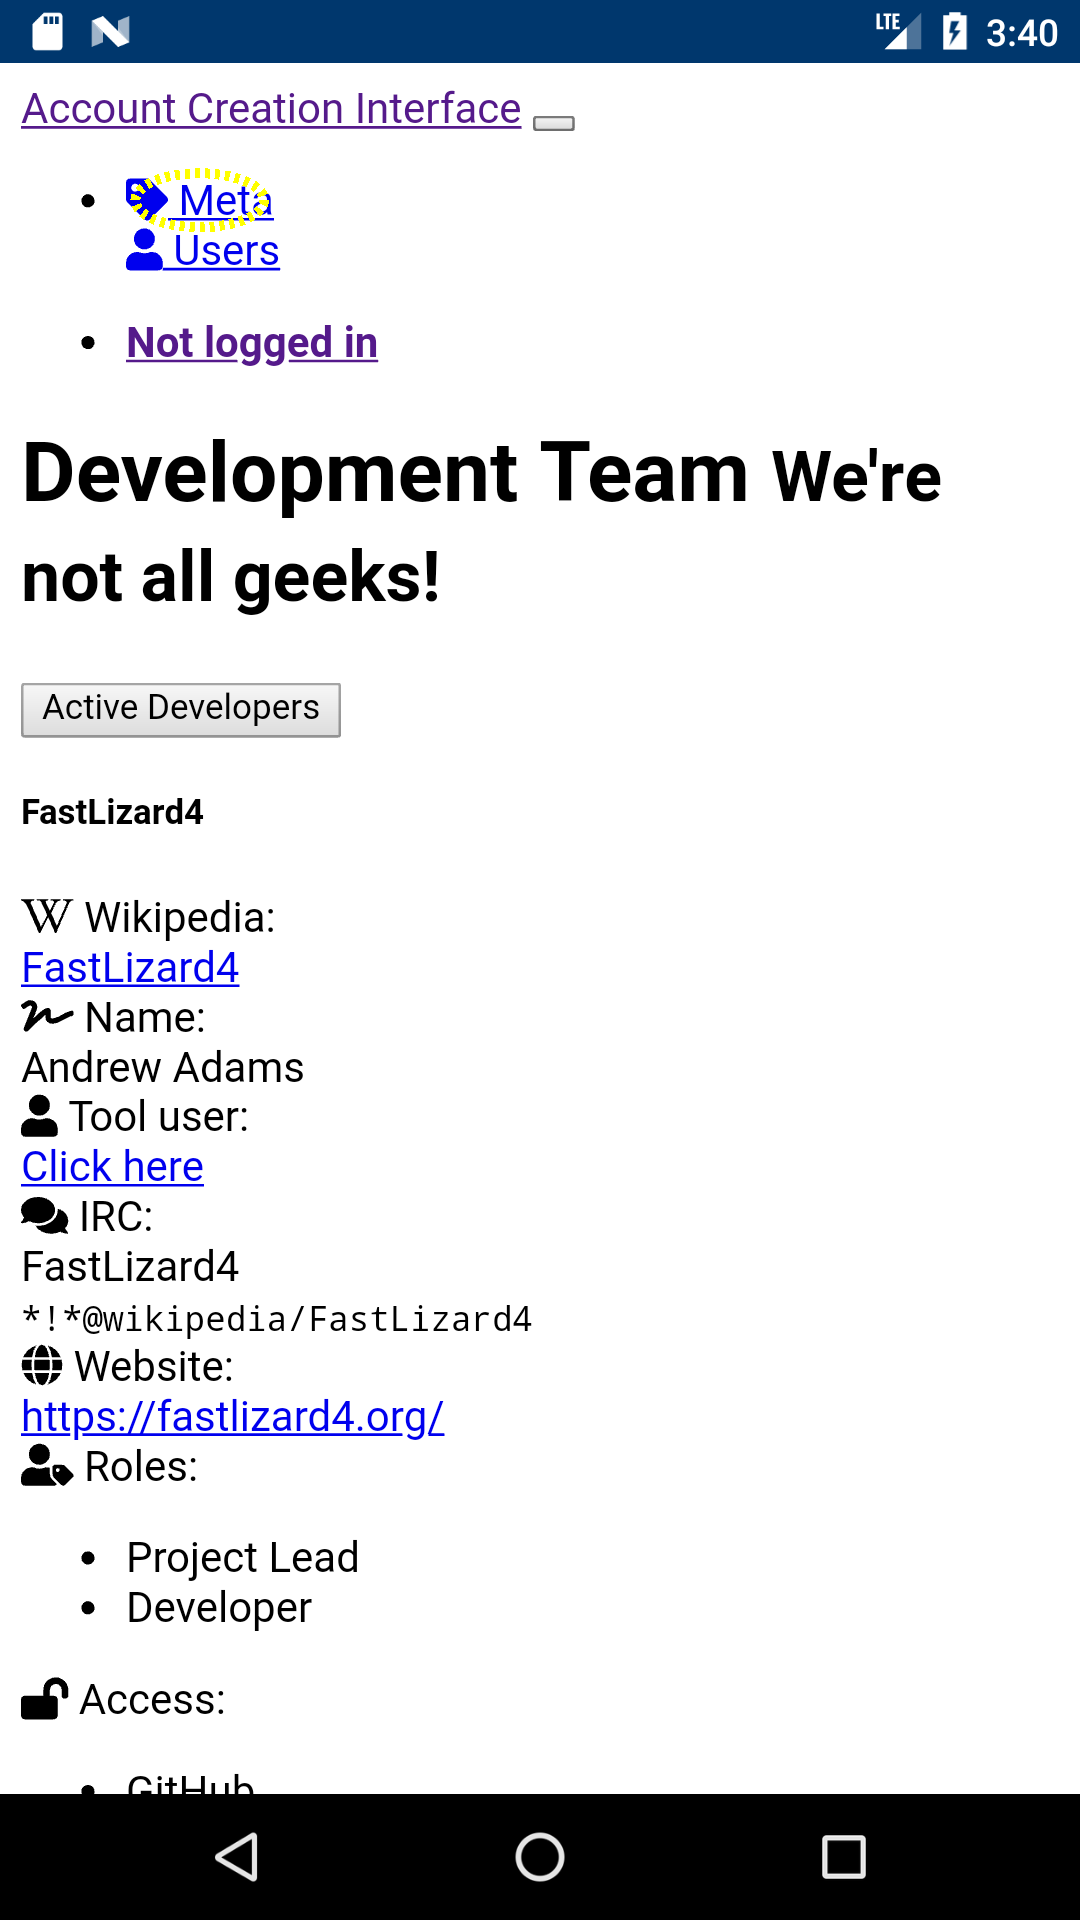 LTE 3:40
Account Creation Interface
Meta
Users
Not logged in
Development Team We're
not all geeks!
Active Developers
FastLizard4
W Wikipedia:
FastLizard4
Name:
Andrew Adams
Tool user:
Click here
IRC:
FastLizard4
*!*@wikipedia/FastLizard4
Website:
https://fastlizard4.org/
Roles:
Project Lead
Developer
Access:
GitHub